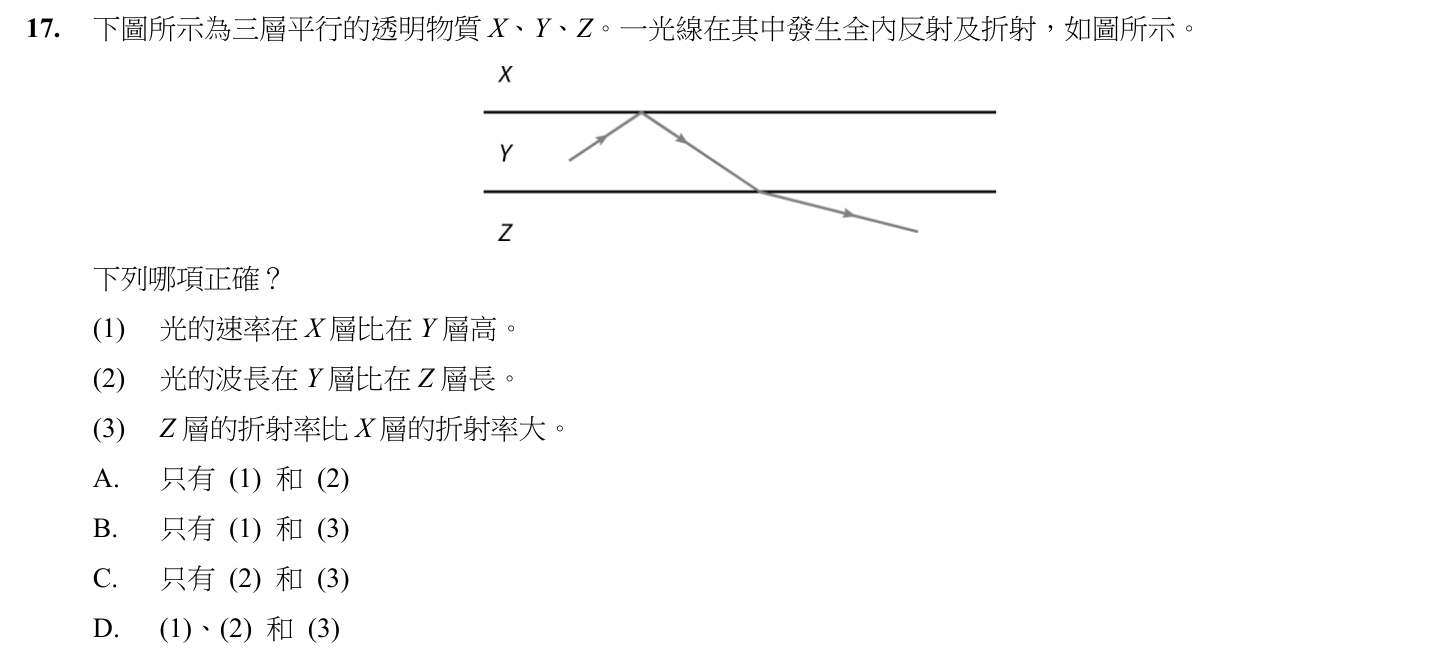 17. 下圖所示為三層平行的透明物質 X、Y、Z。一光線在其中發生全內反射及折射，如圖所示。
X
Y
Z
下列哪項正確？
(1) 光的速率在 X 層比在 Y 層高。
(2) 光的波長在 Y 層比在 Z 層長。
(3) Z 層的折射率比 X 層的折射率大。
A. 只有 (1) 和 (2)
B. 只有 (1) 和 (3)
C. 只有 (2) 和 (3)
D. (1)、(2) 和 (3)